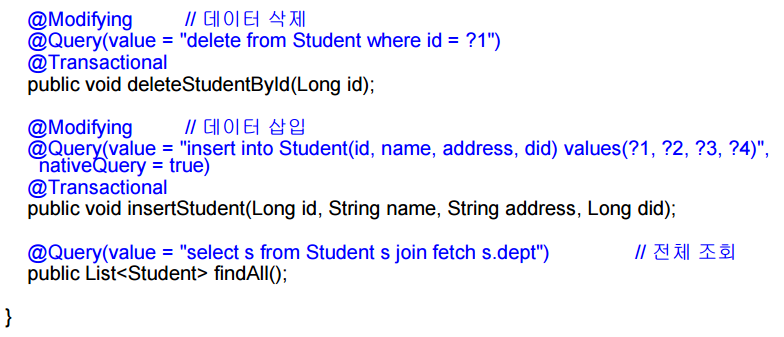 @Modifying // 데이터 삭제
@Query(value = "delete from Student where id = ?1")
@Transactional
public void deleteStudentById(Long id);
@Modifying // 데이터 삽입
@Query(value = "insert into Student(id, name, address, did) values(?1, ?2, ?3, ?4)",
nativeQuery = true)
@Transactional
public void insertStudent(Long id, String name, String address, Long did);
@Query(value = "select s from Student s join fetch s.dept") // 전체 조회
public List<Student> findAll();
}